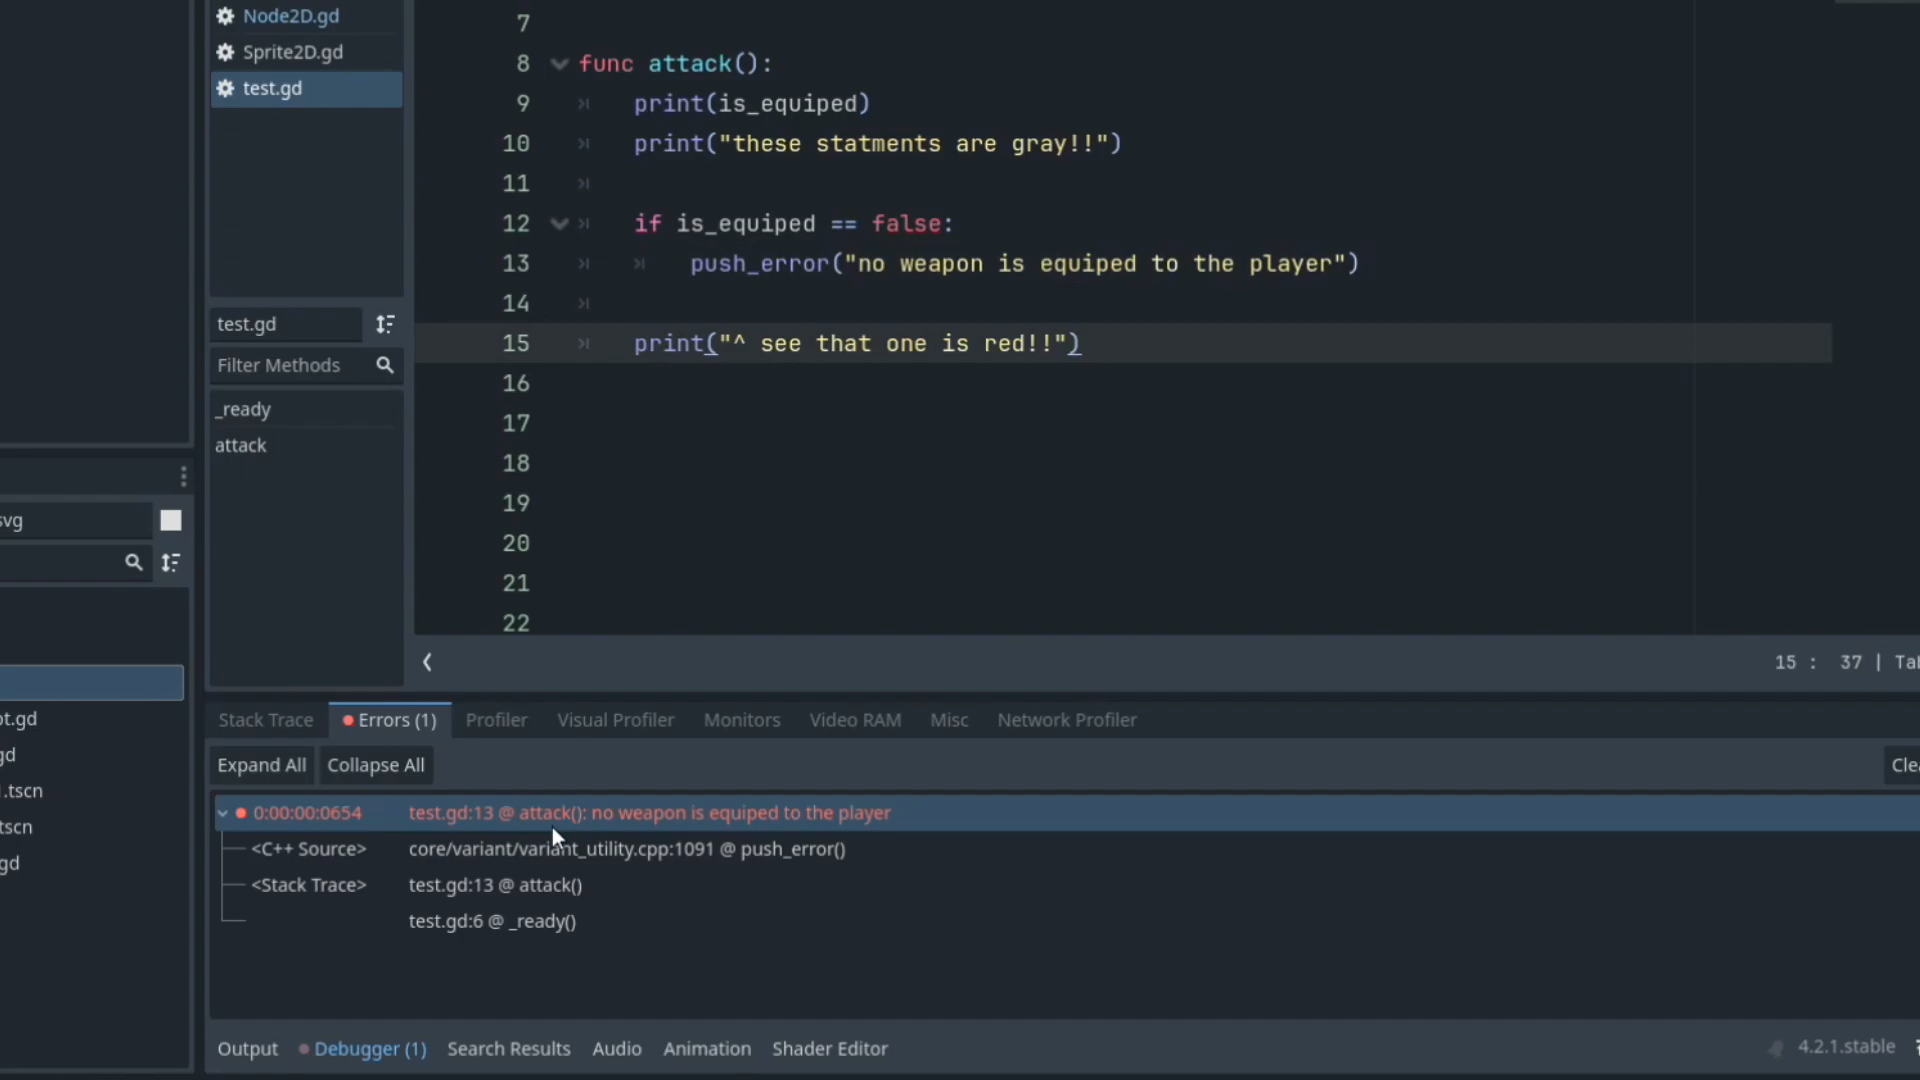 Node2D.gd
Sprite2D.gd
test.gd
test.gd
Filter Methods
_ready
attack
svg
ot.gd
gd
.tscn
tscn
gd
7
8 func attack():
9 print(is_equiped)
10 print("these statments are gray!!")
11
12 if is_equiped == false:
13 push_error("no weapon is equiped to the player")
14
15 print("^ see that one is red!!")
16
17
18
19
20
21
22
15 : 37 | Tab
Stack Trace Errors (1) Profiler Visual Profiler Monitors Video RAM Misc Network Profiler
Expand All Collapse All Clea
0:00:00:0654 test.gd:13 @ attack(): no weapon is equiped to the player
<C++ Source> core/variant/variant_utility.cpp:1091 @ push_error()
<Stack Trace> test.gd:13 @ attack()
test.gd:6 @ _ready()
Output Debugger (1) Search Results Audio Animation Shader Editor 4.2.1.stable